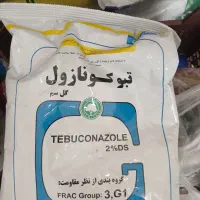 تبوکونازول
گل سم
TEBUCONAZOLE
2%DS
گروه بندی از نظر مقاومت:
FRAC Group: 3,G1